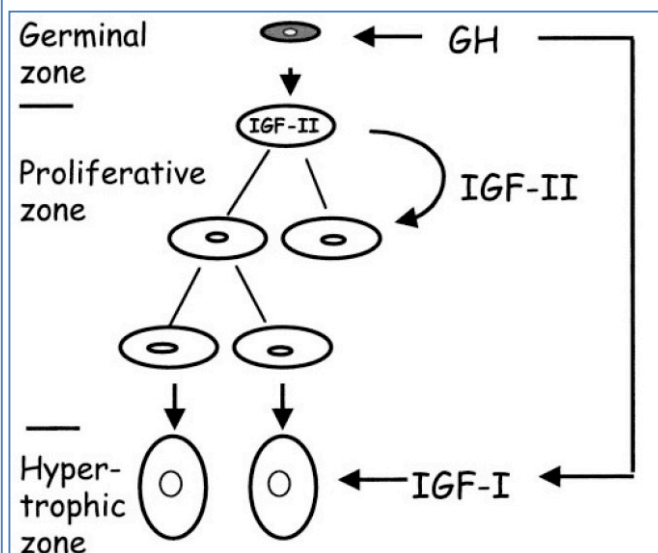 Germinal
zone
GH
IGF-II
Proliferative
zone
IGF-II
Hyper-
trophic
zone
IGF-I